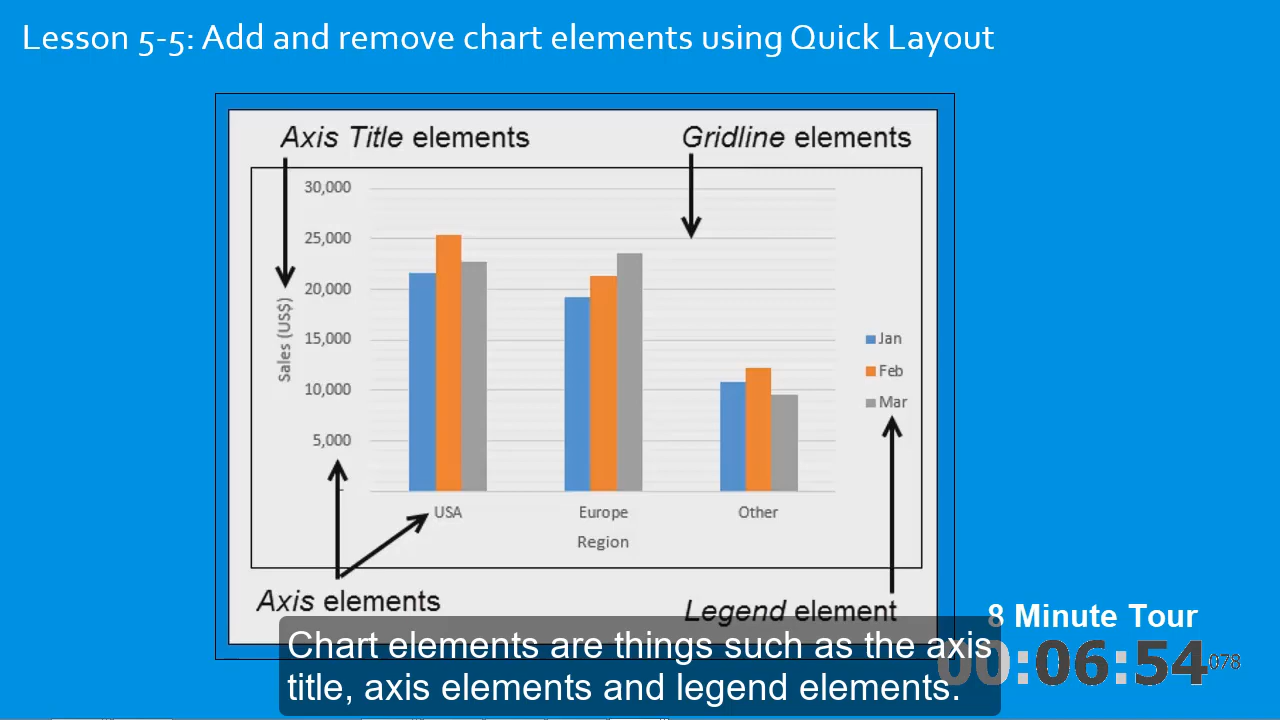 Lesson 5-5: Add and remove chart elements using Quick Layout
Axis Title elements
Gridline elements
30,000
25,000
20,000
15,000
10,000
5,000
-
Sales (US$)
Jan
Feb
Mar
USA
Europe
Other
Region
Axis elements
Legend element
8 Minute Tour
00:06:54 078
Chart elements are things such as the axis
title, axis elements and legend elements.